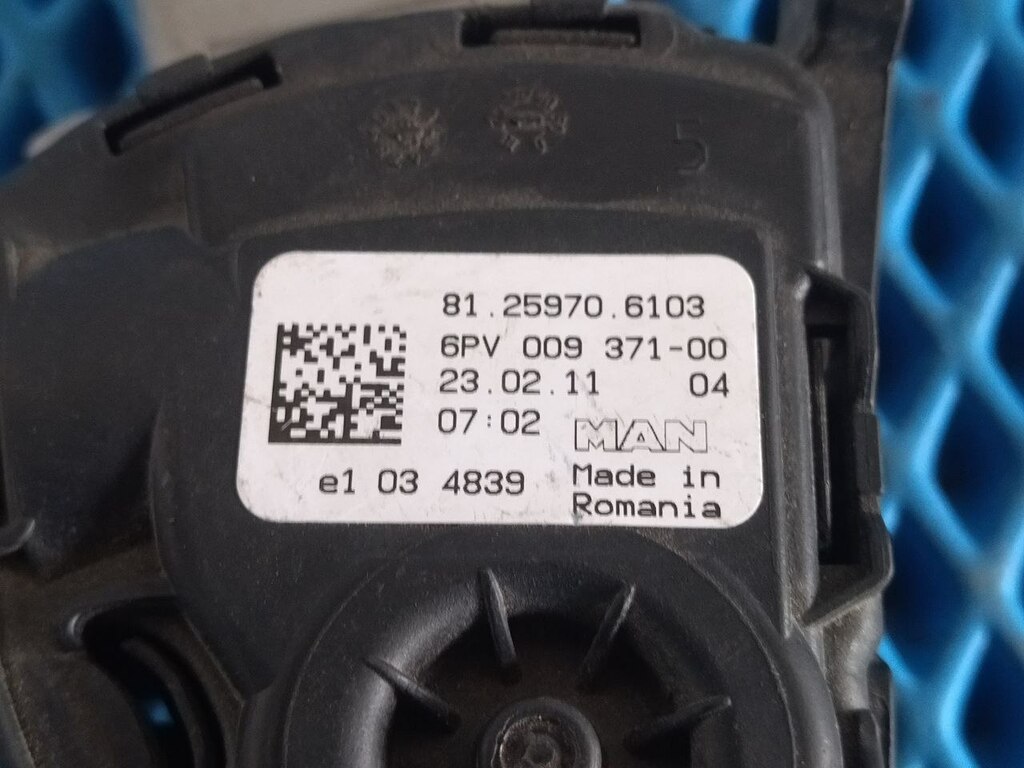 5
81.25970.6103
6PV 009 371-00
23.02.11 04
07:02 MAN
e1 03 4839 Made in
Romania